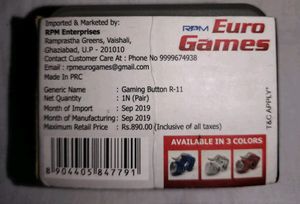 Imported & Marketed by:
RPM Enterprises
Ramprastha Greens, Vaishali,
Ghaziabad, U.P - 201010
Contact Customer Care At : Phone No 9999674938
Email : rpmeurogames@gmail.com
Made In PRC
Generic Name : Gaming Button R-11
Net Quantity : 1N (Pair)
Month of Import : Sep 2019
Month of Manufacturing : Sep 2019
Maximum Retail Price : Rs.890.00 (Inclusive of all taxes)
8 904405 847791
RPM Euro
Games
T&C APPLY*
AVAILABLE IN 3 COLORS